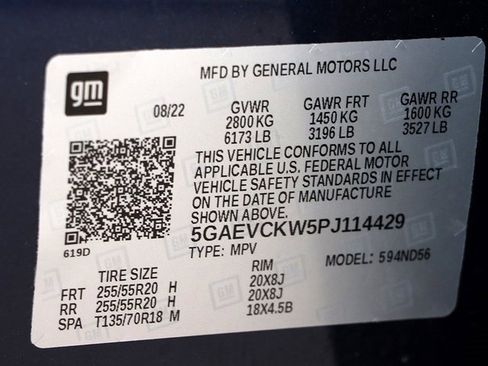 gm
MFD BY GENERAL MOTORS LLC
08/22 GVWR GAWR FRT GAWR RR
2800 KG 1450 KG 1600 KG
6173 LB 3196 LB 3527 LB
THIS VEHICLE CONFORMS TO ALL
APPLICABLE U.S. FEDERAL MOTOR
VEHICLE SAFETY STANDARDS IN EFFECT
ON THE DATE OF MANUFACTURE
SHOWN ABOVE.
619D
5GAEVCKW5PJ114429
TYPE: MPV MODEL: 594ND56
TIRE SIZE RIM
FRT 255/55R20 H 20X8J
RR 255/55R20 H 20X8J
SPA T135/70R18 M 18X4.5B